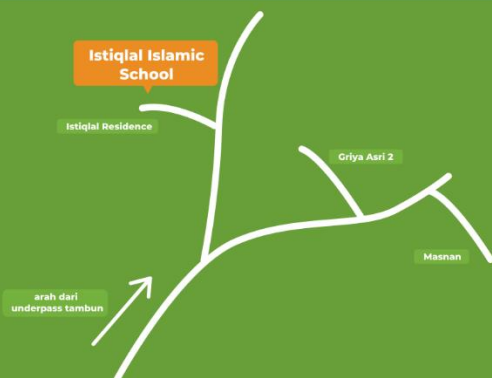 Istiqlal Islamic
School
Istiqlal Residence
Griya Asri 2
Masnan
arah dari
underpass tambun